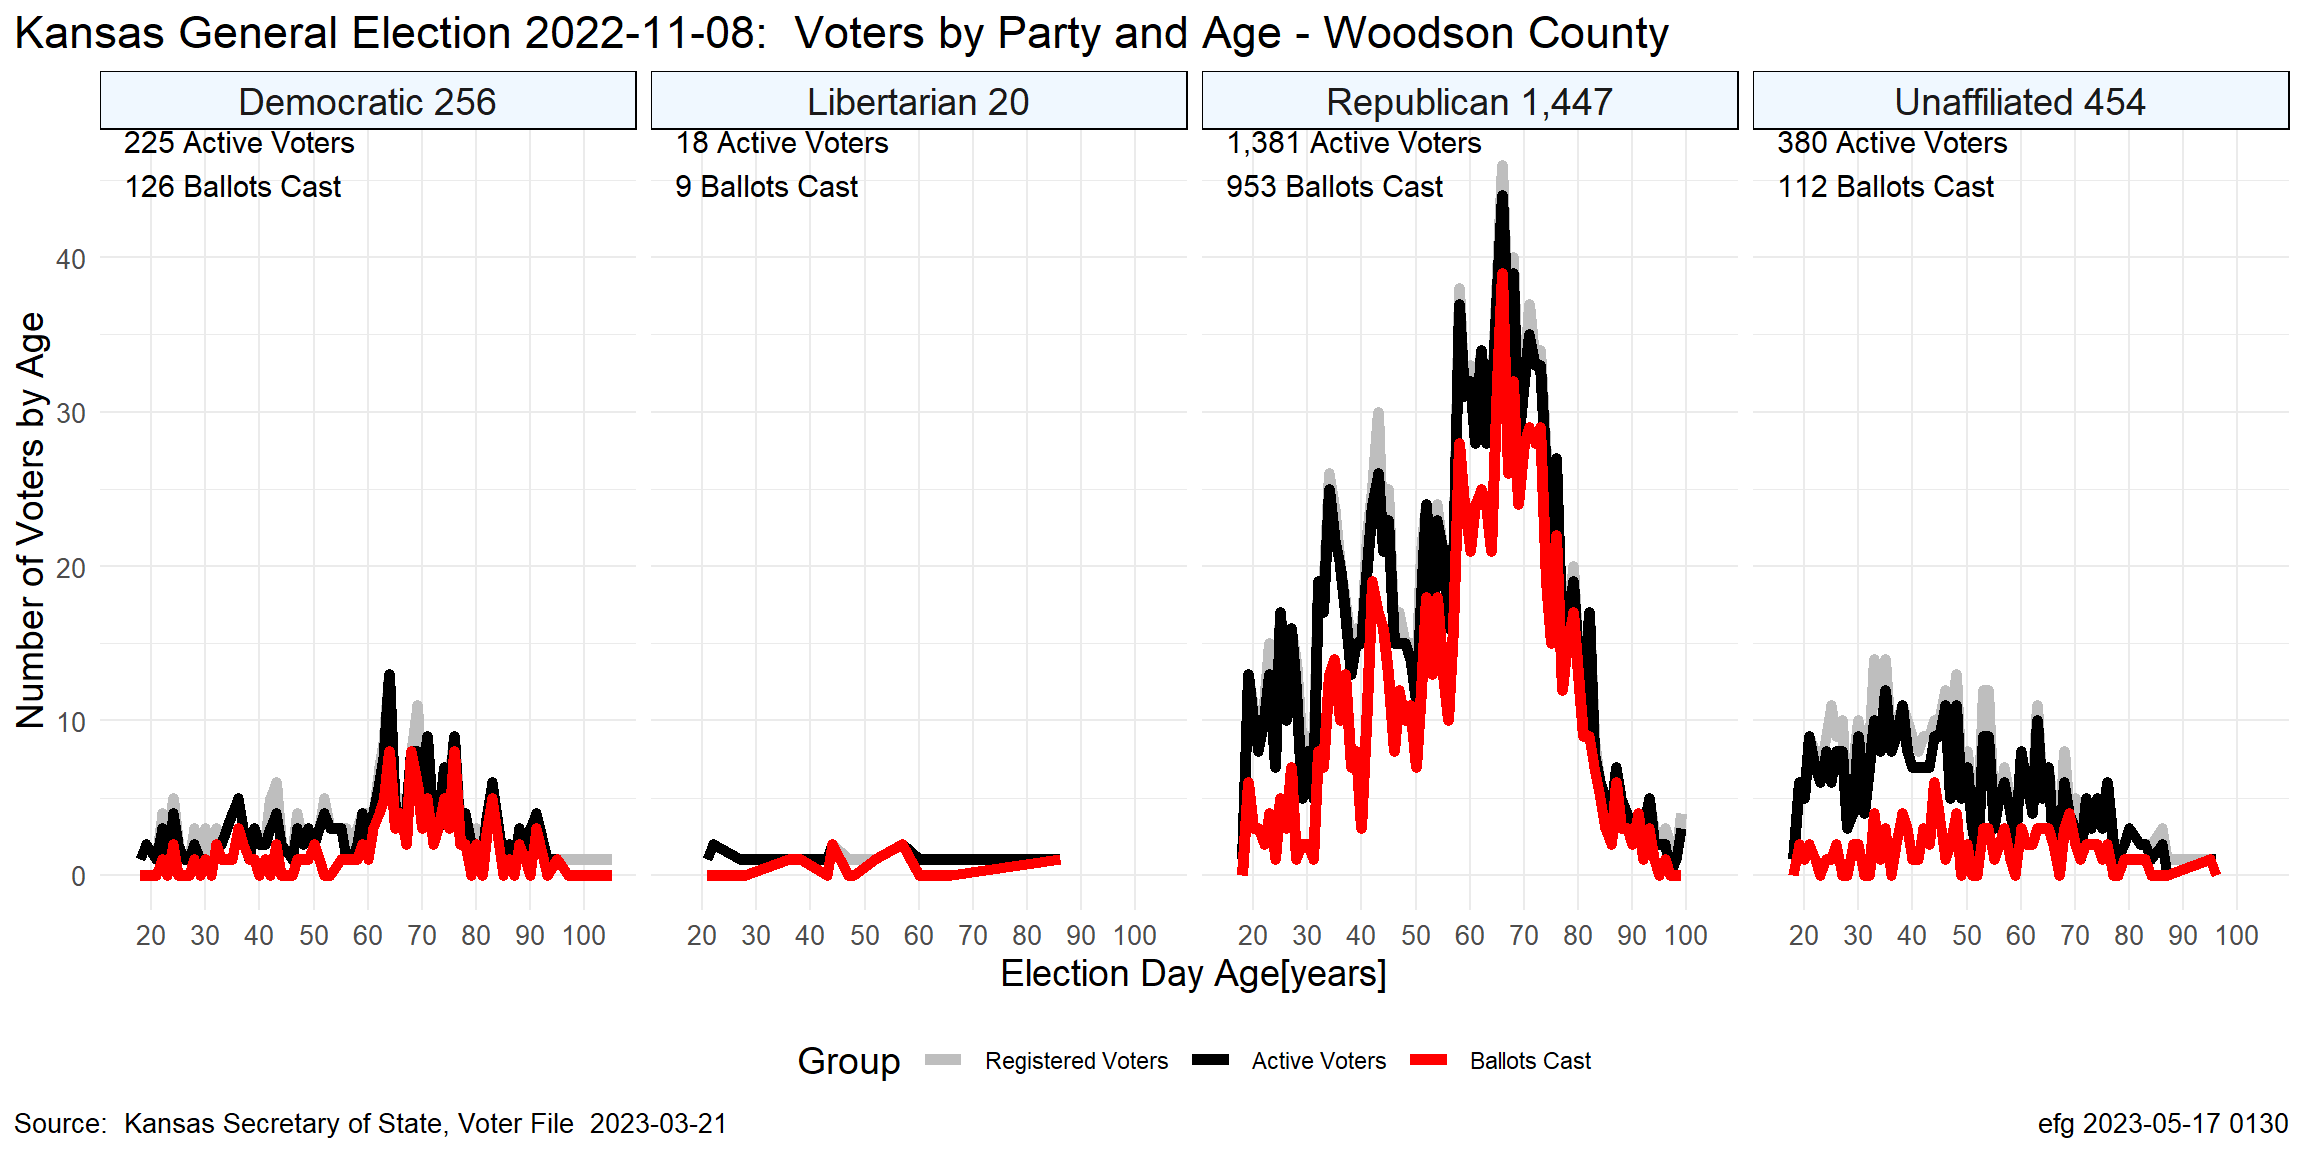 Kansas General Election 2022-11-08:  Voters by Party and Age - Woodson County
Democratic 256
Libertarian 20
Republican 1,447
Unaffiliated 454
225 Active Voters
126 Ballots Cast
18 Active Voters
9 Ballots Cast
1,381 Active Voters
953 Ballots Cast
380 Active Voters
112 Ballots Cast
Number of Voters by Age
40
30
20
10
0
20 30 40 50 60 70 80 90 100
20 30 40 50 60 70 80 90 100
20 30 40 50 60 70 80 90 100
20 30 40 50 60 70 80 90 100
Election Day Age[years]
Group Registered Voters Active Voters Ballots Cast
Source:  Kansas Secretary of State, Voter File  2023-03-21
efg 2023-05-17 0130